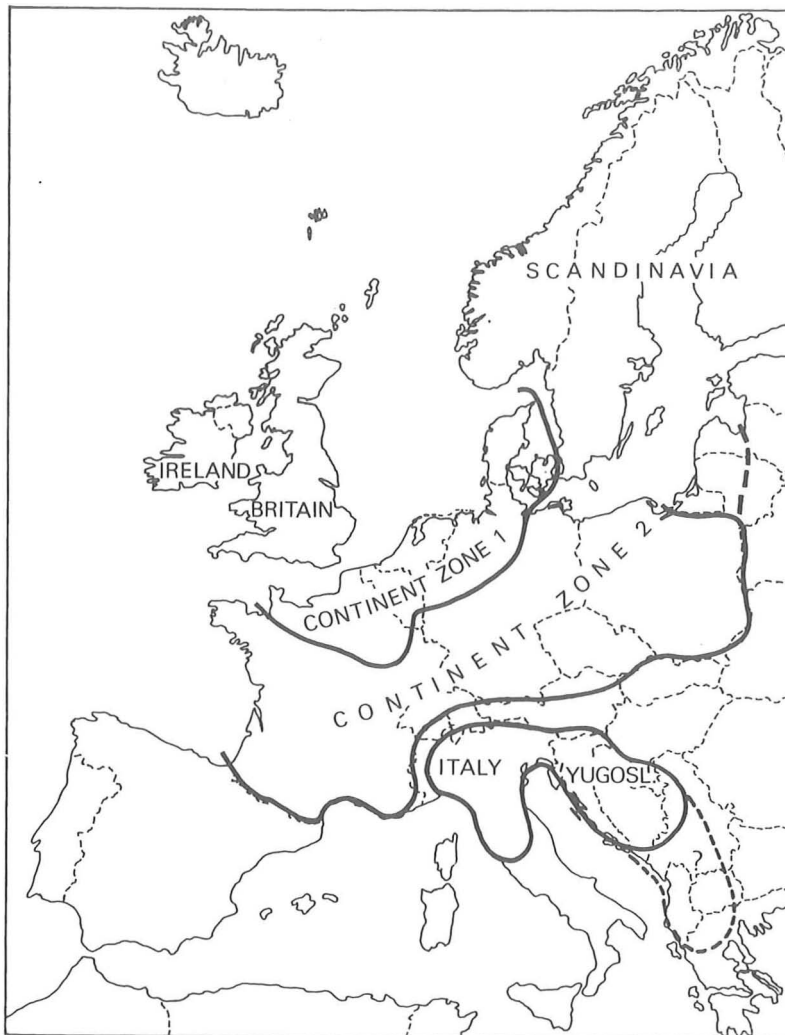 SCANDINAVIA
IRELAND
BRITAIN
CONTINENT ZONE 1
CONTINENT ZONE 2
ITALY
YUGOSL.
?